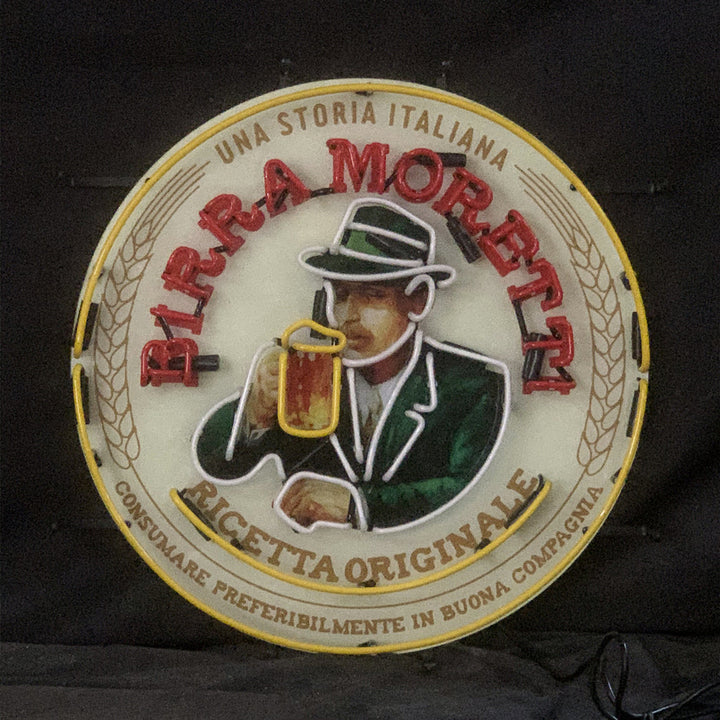 UNA STORIA ITALIANA
BIRRA MORETTI
RICETTA ORIGINALE
CONSUMARE PREFERIBILMENTE IN BUONA COMPAGNIA